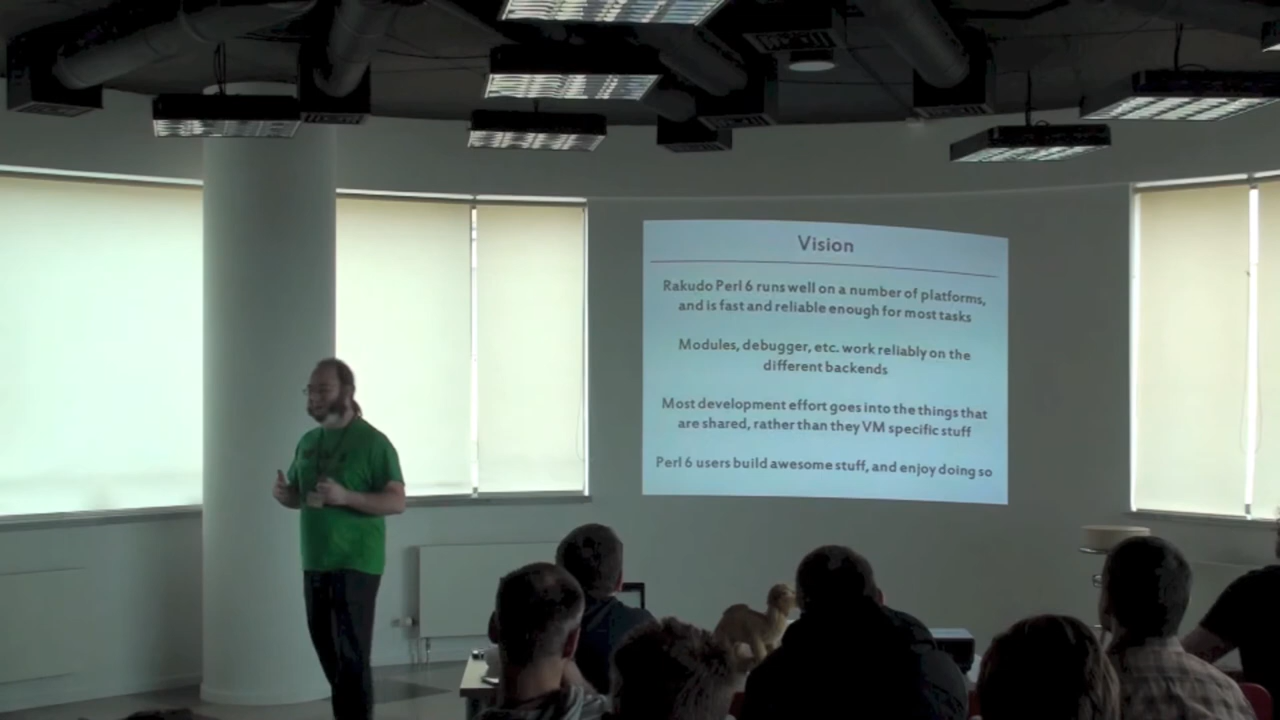 Vision
Rakudo Perl 6 runs well on a number of platforms,
and is fast and reliable enough for most tasks
Modules, debugger, etc. work reliably on the
different backends
Most development effort goes into the things that
are shared, rather than they VM specific stuff
Perl 6 users build awesome stuff, and enjoy doing so